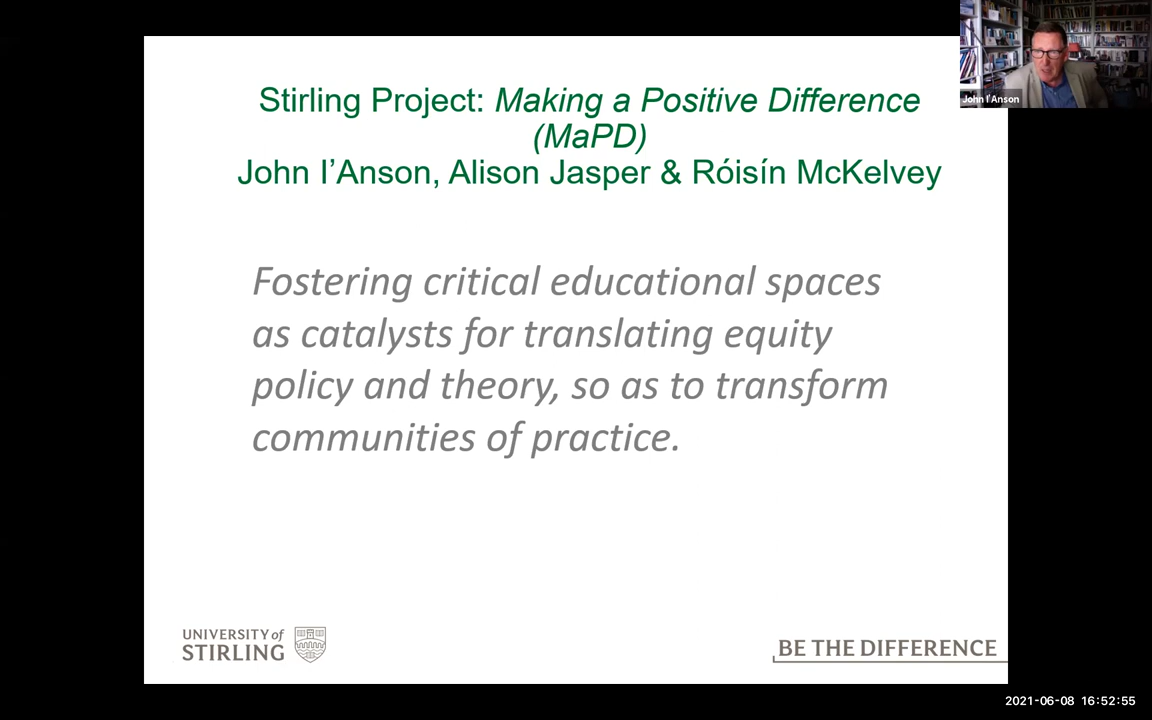 Stirling Project: Making a Positive Difference
(MaPD)
John I’Anson, Alison Jasper & Róisín McKelvey
John I'Anson
Fostering critical educational spaces
as catalysts for translating equity
policy and theory, so as to transform
communities of practice.
UNIVERSITY of
STIRLING
BE THE DIFFERENCE
2021-06-08 16:52:55